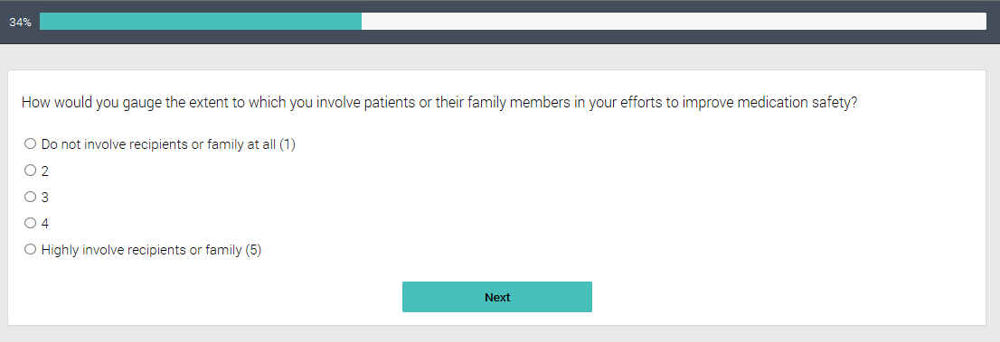 34%
How would you gauge the extent to which you involve patients or their family members in your efforts to improve medication safety?
Do not involve recipients or family at all (1)
2
3
4
Highly involve recipients or family (5)
Next